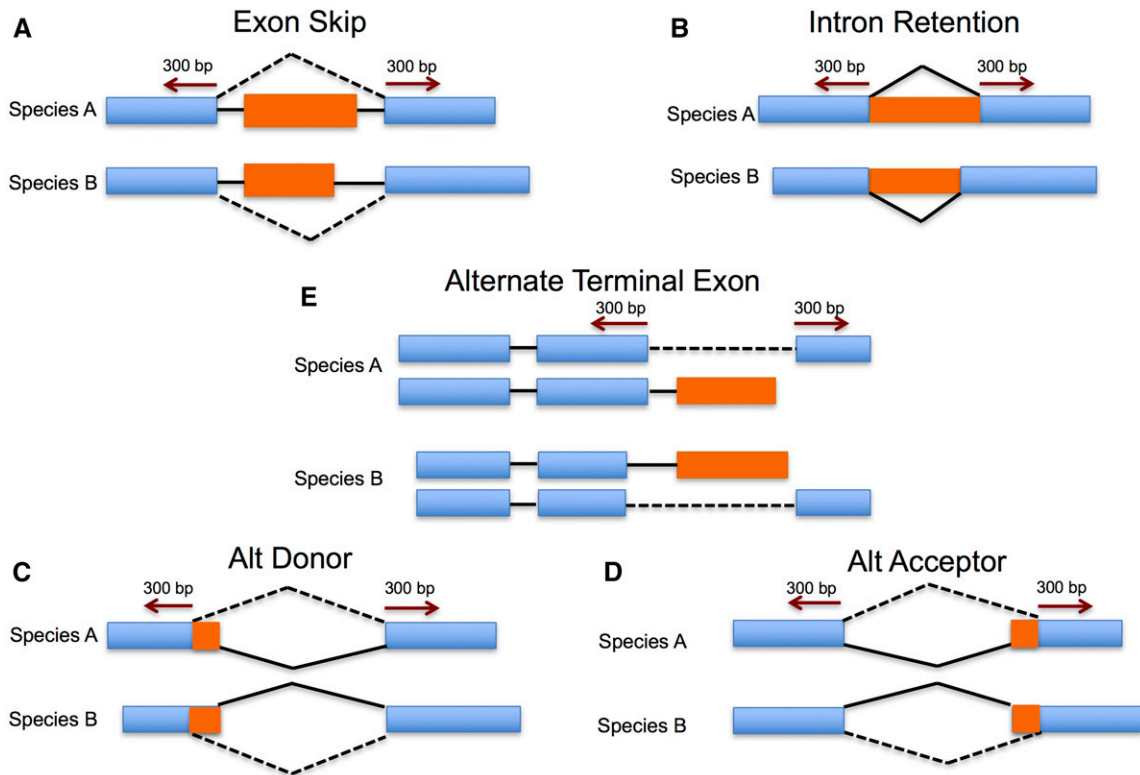 A
Exon Skip
300 bp
300 bp
Species A
Species B
B
Intron Retention
300 bp
300 bp
Species A
Species B
E
Alternate Terminal Exon
300 bp
300 bp
Species A
Species B
C
Alt Donor
300 bp
300 bp
Species A
Species B
D
Alt Acceptor
300 bp
300 bp
Species A
Species B